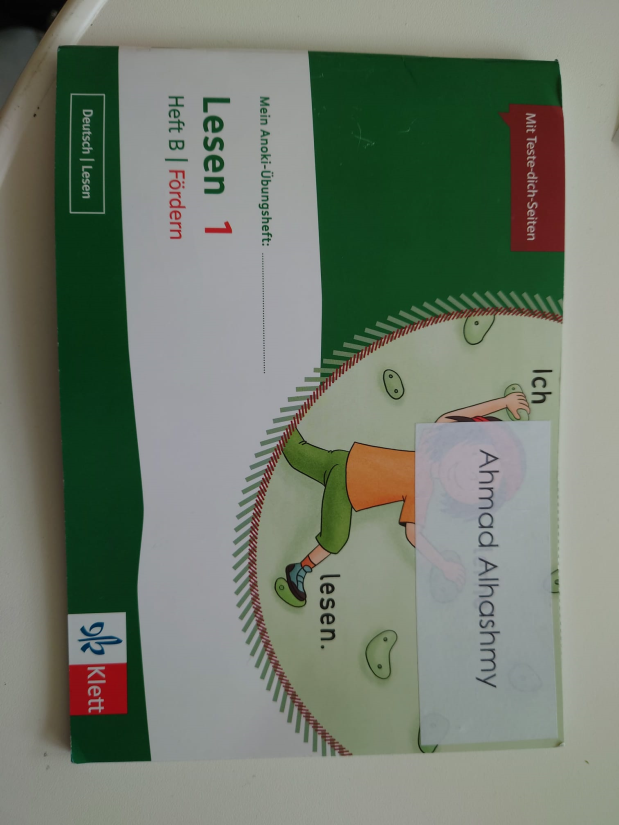 Mit Teste-dich-Seiten
Ich
Ahmad Alhashmy
lesen.
Mein Anoki-Übungsheft:
Lesen 1
Heft B | Fördern
Deutsch | Lesen
Klett